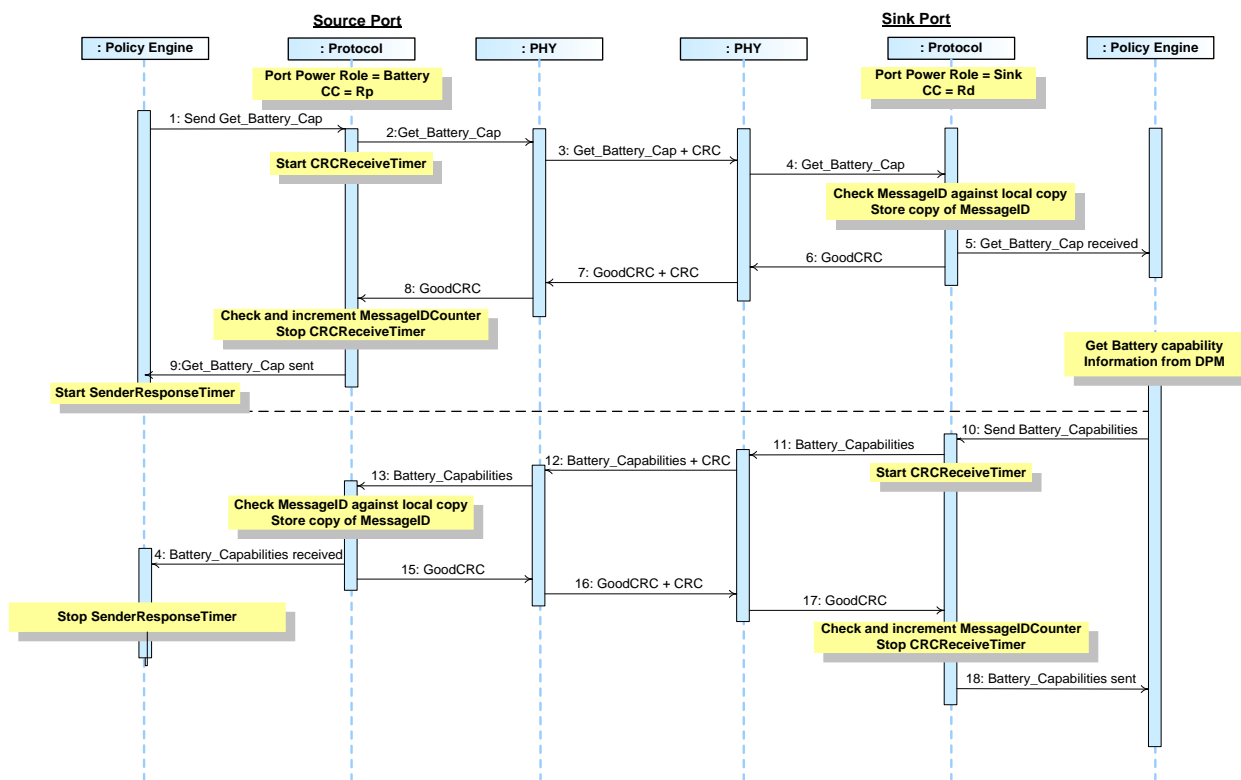 Source Port
Sink Port
: Policy Engine
: Protocol
: PHY
: PHY
: Protocol
: Policy Engine
Port Power Role = Battery
CC = Rp
Port Power Role = Sink
CC = Rd
1: Send Get_Battery_Cap
2:Get_Battery_Cap
Start CRCReceiveTimer
3: Get_Battery_Cap + CRC
4: Get_Battery_Cap
Check MessageID against local copy
Store copy of MessageID
5: Get_Battery_Cap received
6: GoodCRC
7: GoodCRC + CRC
8: GoodCRC
Check and increment MessageIDCounter
Stop CRCReceiveTimer
9:Get_Battery_Cap sent
Start SenderResponseTimer
Get Battery capability
Information from DPM
10: Send Battery_Capabilities
11: Battery_Capabilities
Start CRCReceiveTimer
12: Battery_Capabilities + CRC
13: Battery_Capabilities
Check MessageID against local copy
Store copy of MessageID
4: Battery_Capabilities received
15: GoodCRC
16: GoodCRC + CRC
17: GoodCRC
Stop SenderResponseTimer
Check and increment MessageIDCounter
Stop CRCReceiveTimer
18: Battery_Capabilities sent